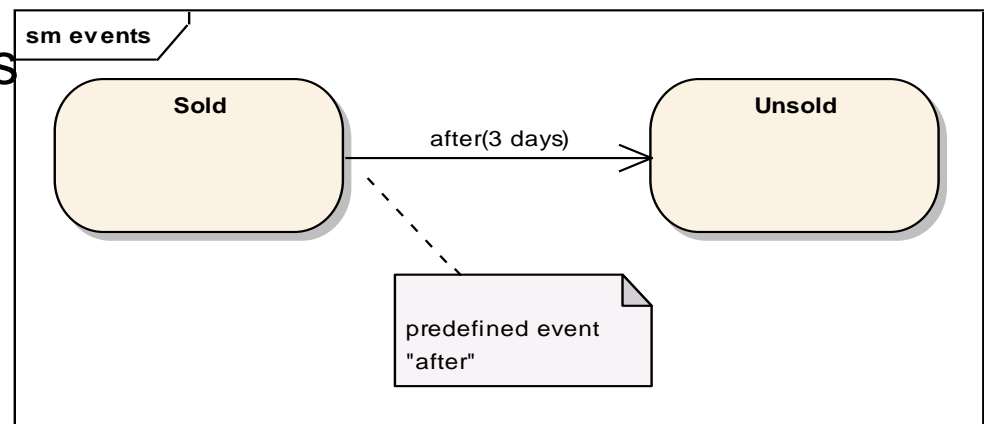 sm events
s
Sold
Unsold
after(3 days)
predefined event
"after"